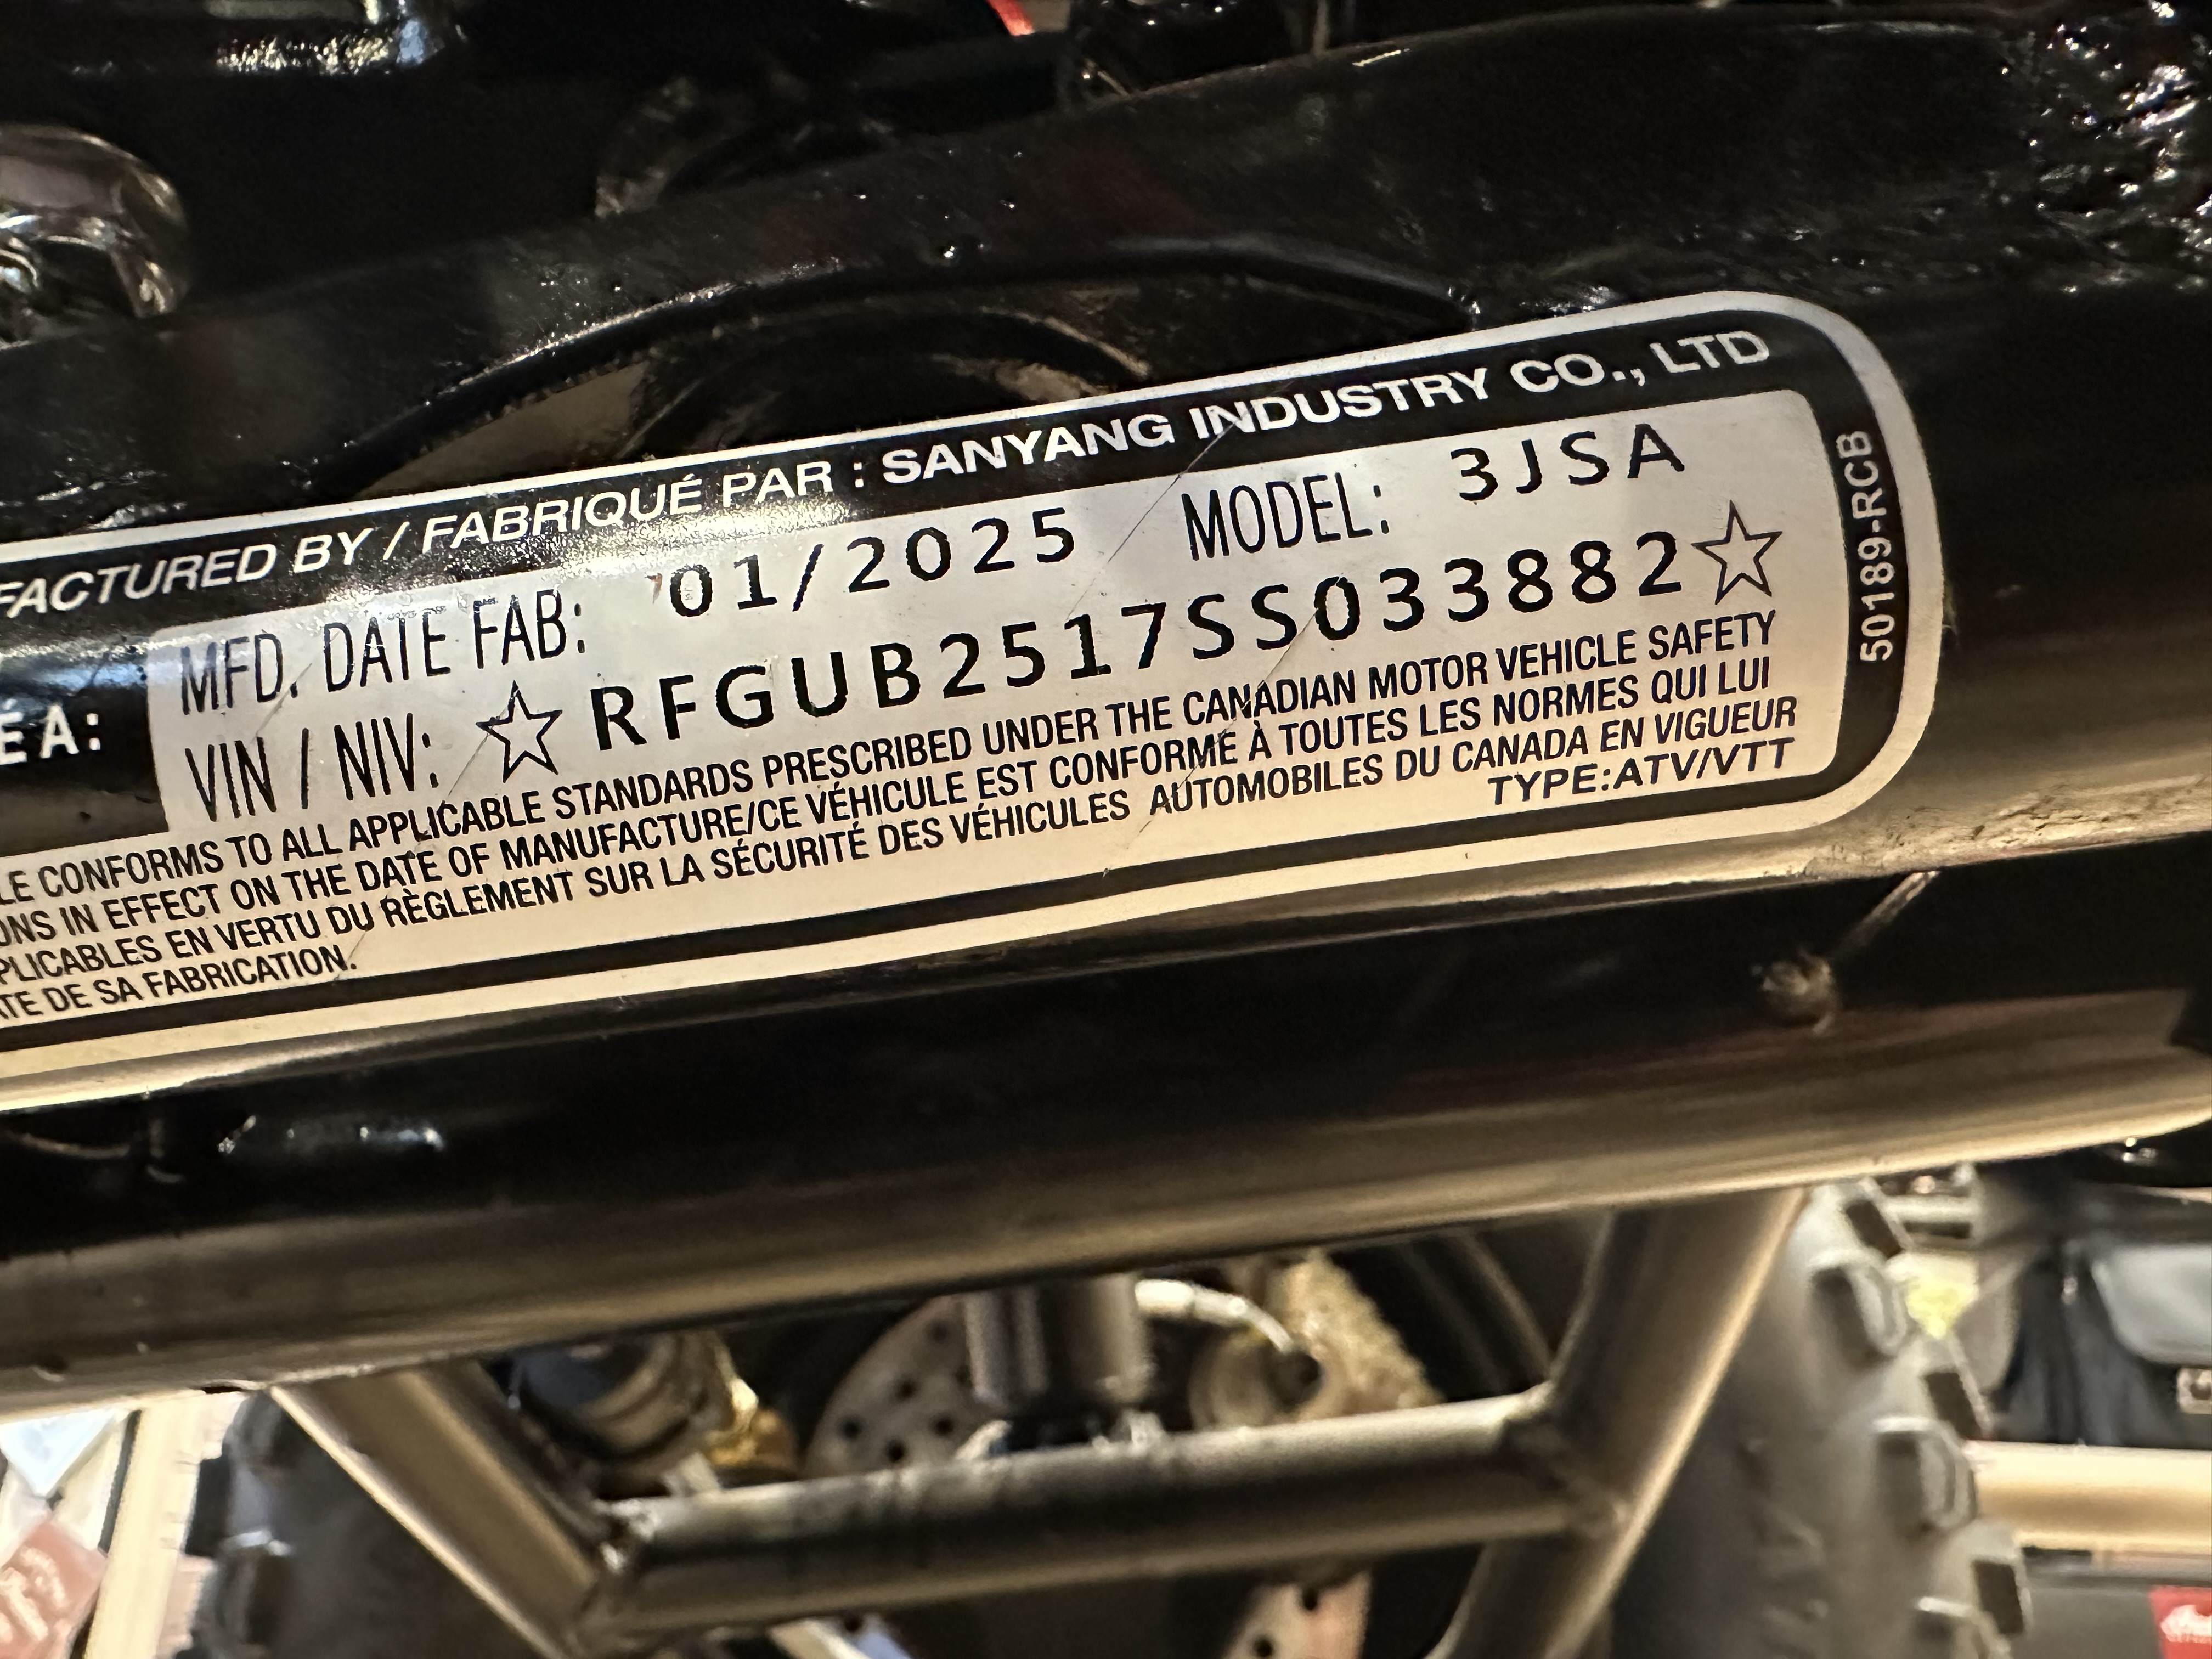 FACTURED BY / FABRIQUÉ PAR : SANYANG INDUSTRY CO., LTD
MFD. DATE FAB: 01/2025 MODEL: 3JSA
É A:
VIN / NIV: ☆RFGUB2517SS033882☆
LE CONFORMS TO ALL APPLICABLE STANDARDS PRESCRIBED UNDER THE CANADIAN MOTOR VEHICLE SAFETY
ONS IN EFFECT ON THE DATE OF MANUFACTURE/CE VÉHICULE EST CONFORME À TOUTES LES NORMES QUI LUI
PLICABLES EN VERTU DU RÈGLEMENT SUR LA SÉCURITÉ DES VÉHICULES AUTOMOBILES DU CANADA EN VIGUEUR
TE DE SA FABRICATION.
TYPE:ATV/VTT
50189-RCB